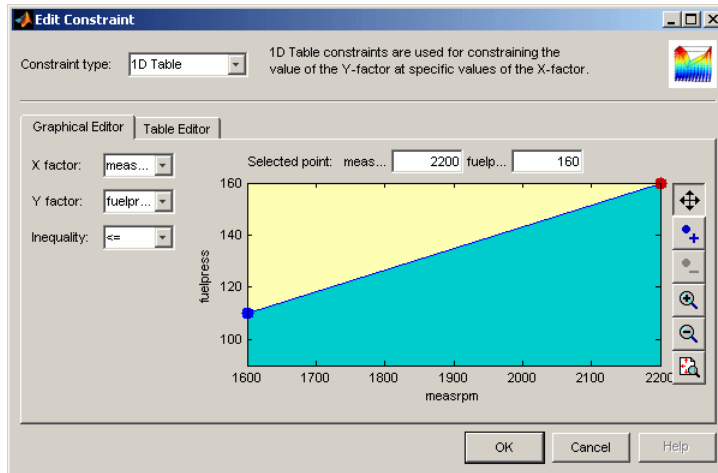 Edit Constraint
Constraint type: 1D Table
1D Table constraints are used for constraining the
value of the Y-factor at specific values of the X-factor.
Graphical Editor Table Editor
X factor: meas...
Selected point: meas... 2200 fuelp... 160
Y factor: fuelpr...
Inequality: <=
160
140
120
100
fuelpress
1600 1700 1800 1900 2000 2100 2200
measrpm
OK Cancel Help